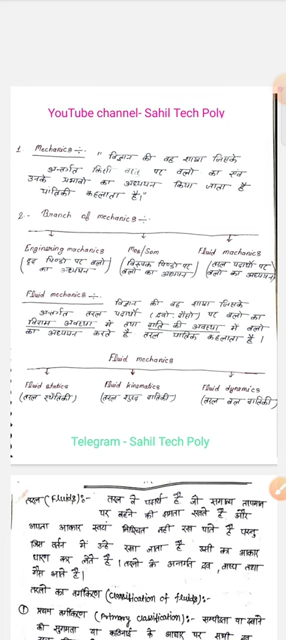 YouTube channel- Sahil Tech Poly
1. Mechanics :- " विज्ञान की वह शाखा जिसके
अन्तर्गत किसी वस्तु पर बलों का एवं
उनके प्रभावों का अध्ययन किया जाता है
यांत्रिकी कहलाता है।"
2. Branch of mechanics :-
Engineering mechanics Mos/Som Fluid machanics
(दृढ़ पिण्डो पर बलो का अध्ययन) पिण्डो पर बलों का अध्ययन) (तरल पदार्थो पर बलों का अध्ययन)
Fluid mechanics :- विज्ञान की वह शाखा जिसके
अन्तर्गत तरल पदार्थो (द्रवो, गैसो) पर बलों का
विराम अवस्था में तथा गति की अवस्था में बलों
का अध्ययन करते है तरल यांत्रिक कहलाता है।
Fluid mechanics
Fluid statics Fluid kinematics Fluid dynamics
(तरल स्थैतिकी) (तरल शुद्ध गतिकी) (तरल बल गतिकी)
Telegram - Sahil Tech Poly
तरल (Fluids):- तरल वे पदार्थ है जो सामान्य तापमान
पर बहने की क्षमता रखते हैं और
अपना आकार स्वयं निश्चित नही रख पाते हैं परन्तु
जिस बर्तन में उन्हे रखा जाता है उसी का आकार
धारण कर लेते हैं। तरलो के अन्तर्गत द्रव, वाष्प तथा
गैस आते है।
तरलो का वर्गीकरण (Classification of fluids):-
① प्रथम वर्गीकरण (Primary classification):- सम्पीडता या दबाने
की सुगमता या कठिनाई के आधार पर